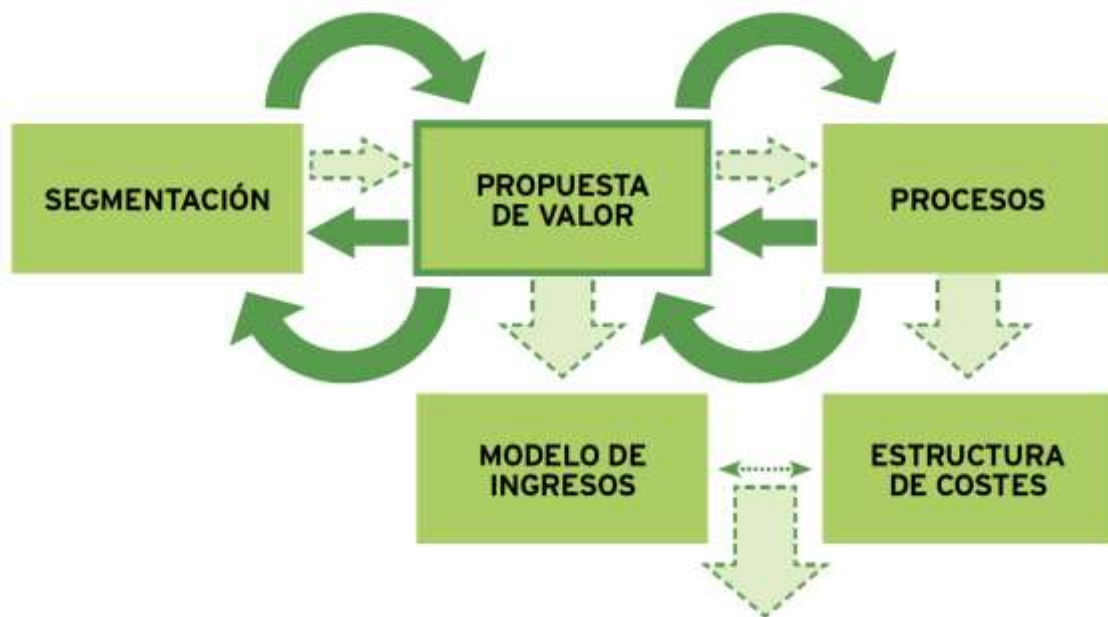 SEGMENTACIÓN
PROPUESTA
DE VALOR
PROCESOS
MODELO DE
INGRESOS
ESTRUCTURA
DE COSTES